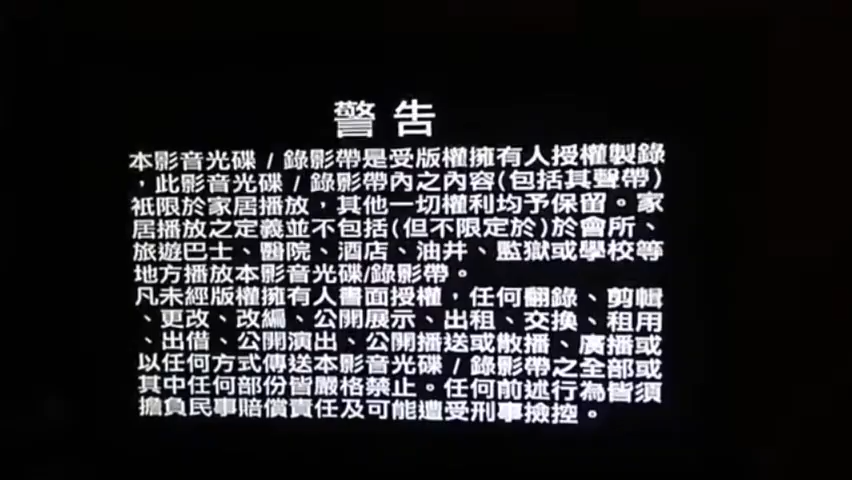 警告
本影音光碟 / 錄影帶是受版權擁有人授權製錄
，此影音光碟 / 錄影帶內之內容(包括其聲帶)
祇限於家居播放，其他一切權利均予保留。家
居播放之定義並不包括(但不限定於)於會所、
旅遊巴士、醫院、酒店、油井、監獄或學校等
地方播放本影音光碟/錄影帶。
凡未經版權擁有人書面授權，任何翻錄、剪輯
、更改、改編、公開展示、出租、交換、租用
、出借、公開演出、公開播送或散播、廣播或
以任何方式傳送本影音光碟 / 錄影帶之全部或
其中任何部份皆嚴格禁止。任何前述行為皆須
擔負民事賠償責任及可能遭受刑事檢控。